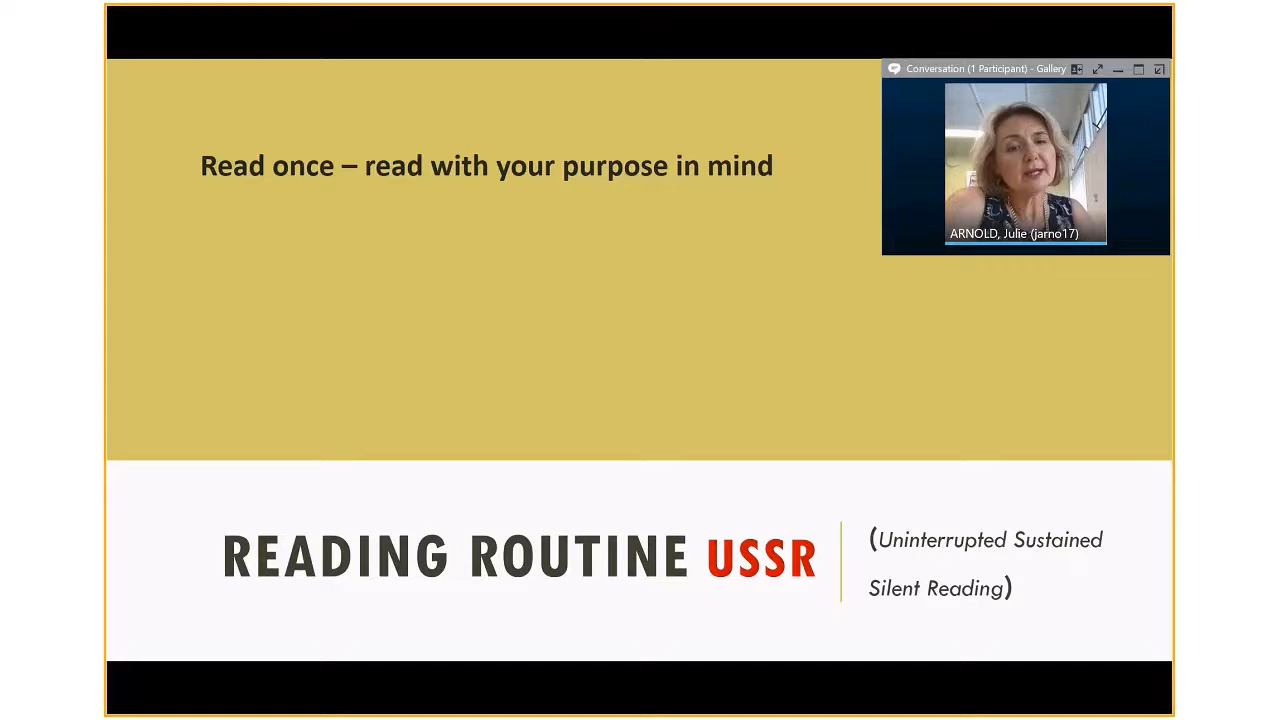 Conversation (1 Participant) - Gallery
Read once – read with your purpose in mind
ARNOLD, Julie (jarno17)
READING ROUTINE USSR
(Uninterrupted Sustained
Silent Reading)